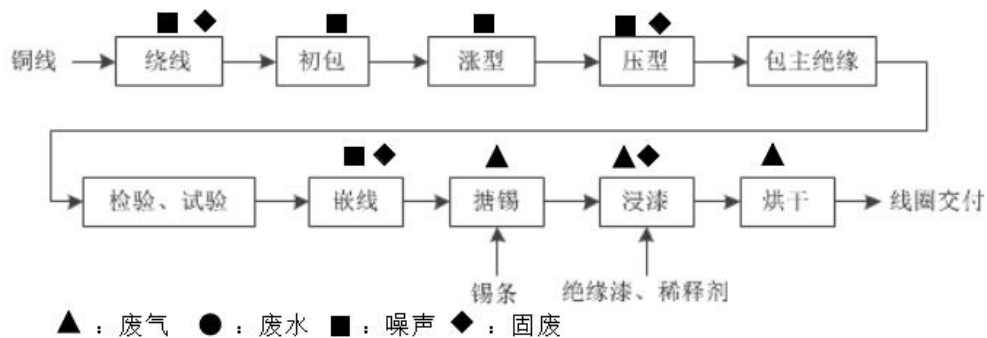 铜线 绕线 初包 涨型 压型 包主绝缘
检验、试验 嵌线 搪锡 浸漆 烘干 线圈交付
锡条 绝缘漆、稀释剂
▲：废气 ●：废水 ■：噪声 ◆：固废